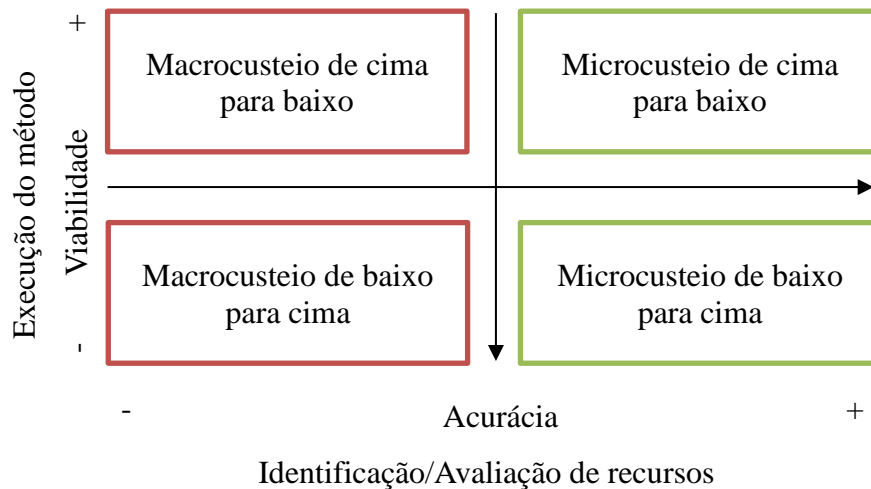 +
Macrocusteio de cima
para baixo
Microcusteio de cima
para baixo
Execução do método
Viabilidade
Macrocusteio de baixo
para cima
Microcusteio de baixo
para cima
-
-
Acurácia
+
Identificação/Avaliação de recursos